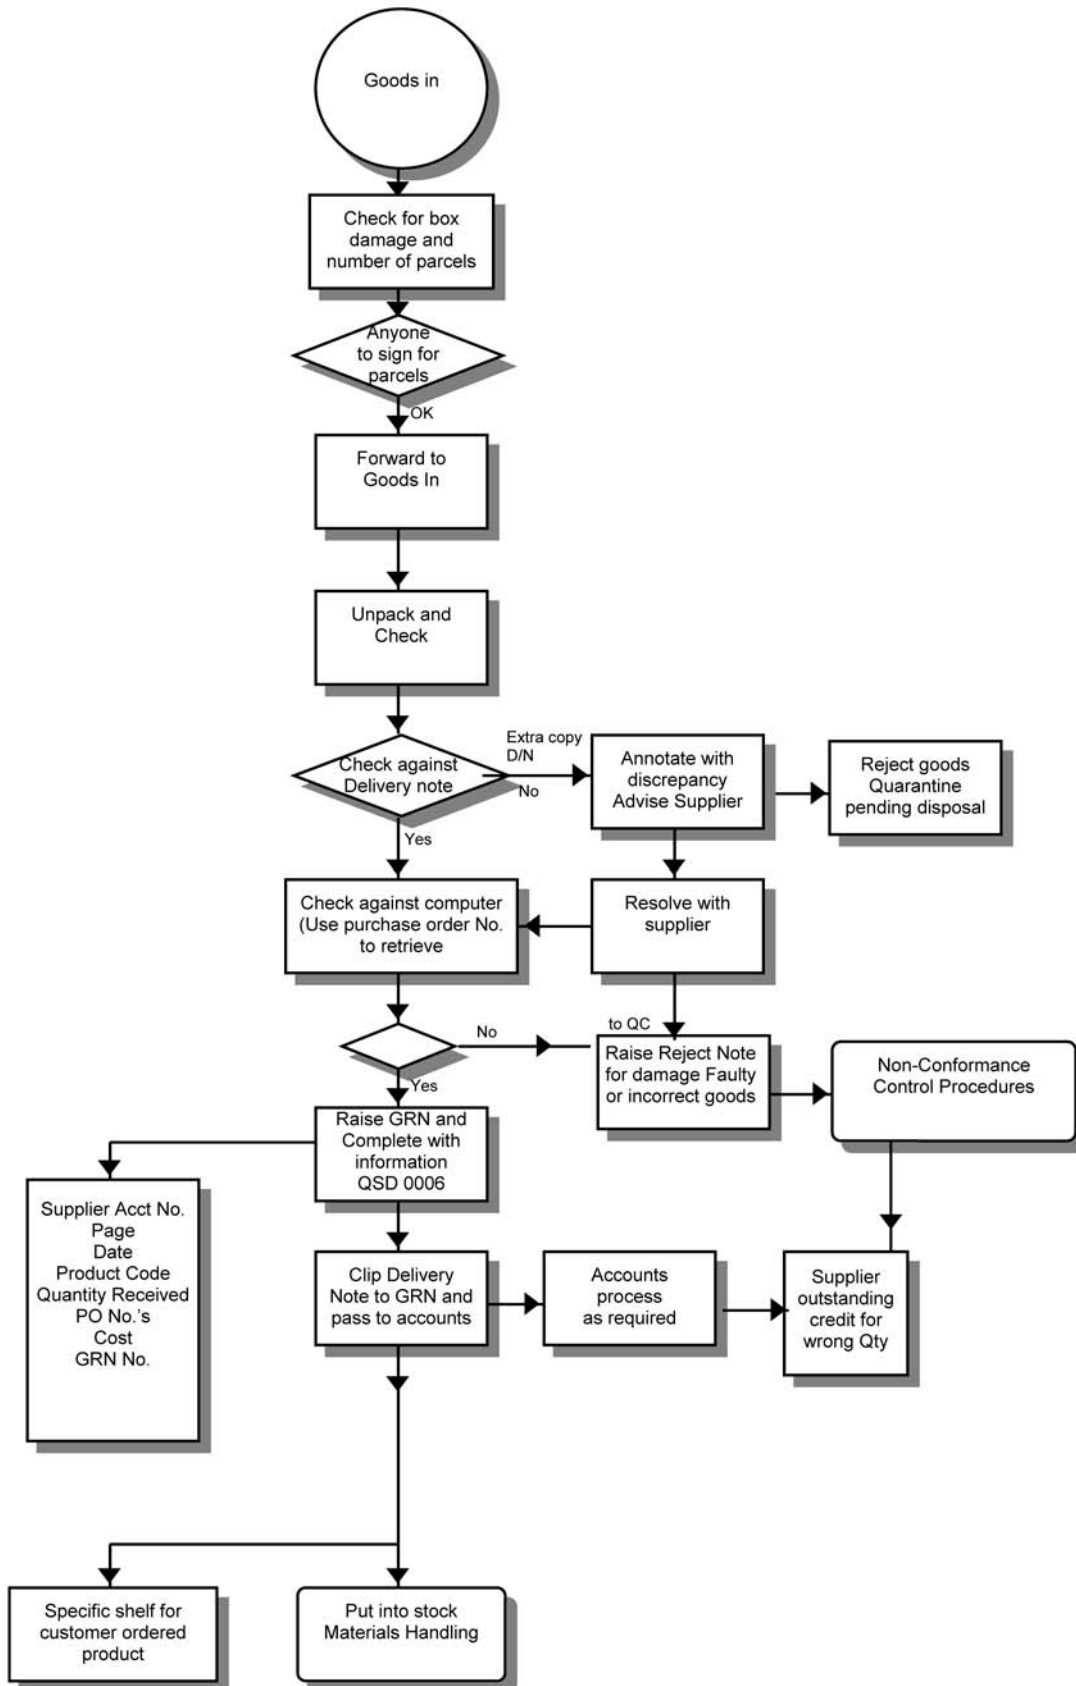 Goods in
Check for box
damage and
number of parcels
Anyone
to sign for
parcels
OK
Forward to
Goods In
Unpack and
Check
Check against
Delivery note
Extra copy
D/N
No
Annotate with
discrepancy
Advise Supplier
Reject goods
Quarantine
pending disposal
Yes
Check against computer
(Use purchase order No.
to retrieve
Resolve with
supplier
No
to QC
Raise Reject Note
for damage Faulty
or incorrect goods
Non-Conformance
Control Procedures
Yes
Raise GRN and
Complete with
information
QSD 0006
Supplier Acct No.
Page
Date
Product Code
Quantity Received
PO No.’s
Cost
GRN No.
Clip Delivery
Note to GRN and
pass to accounts
Accounts
process
as required
Supplier
outstanding
credit for
wrong Qty
Specific shelf for
customer ordered
product
Put into stock
Materials Handling